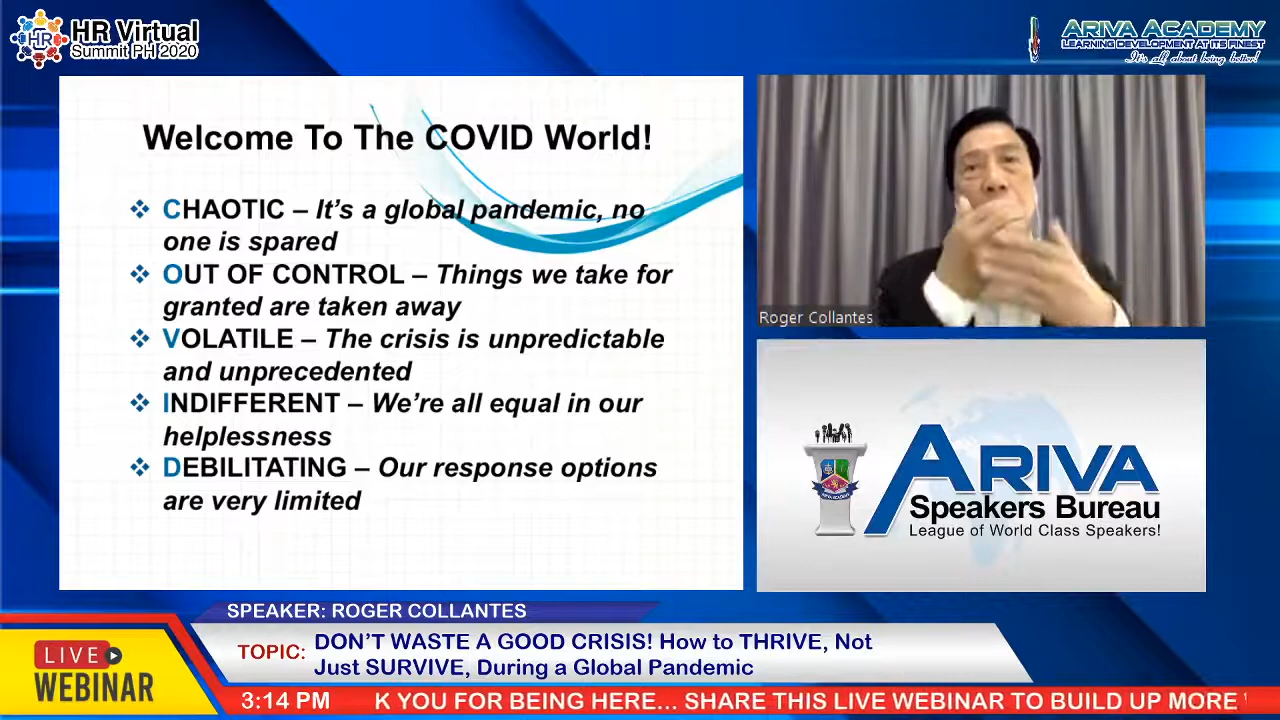 HR Virtual
Summit PH 2020
HR
ARIVA ACADEMY
LEARNING DEVELOPMENT AT ITS FINEST
It's all about being better!
Welcome To The COVID World!
CHAOTIC – It's a global pandemic, no
one is spared
OUT OF CONTROL – Things we take for
granted are taken away
VOLATILE – The crisis is unpredictable
and unprecedented
INDIFFERENT – We're all equal in our
helplessness
DEBILITATING – Our response options
are very limited
Roger Collantes
ARIVA
Speakers Bureau
League of World Class Speakers!
ARIVA ACADEMY
SPEAKER: ROGER COLLANTES
TOPIC: DON'T WASTE A GOOD CRISIS! How to THRIVE, Not
Just SURVIVE, During a Global Pandemic
LIVE
WEBINAR
3:14 PM
K YOU FOR BEING HERE... SHARE THIS LIVE WEBINAR TO BUILD UP MORE